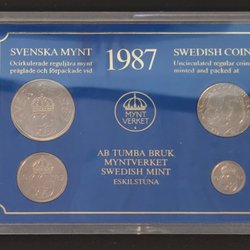 SVENSKA MYNT
Ocirkulerade reguljära mynt
präglade och förpackade vid
1987
SWEDISH COIN
Uncirculated regular coins
minted and packed at
MYNT
VERKET
AB TUMBA BRUK
MYNTVERKET
SWEDISH MINT
ESKILSTUNA